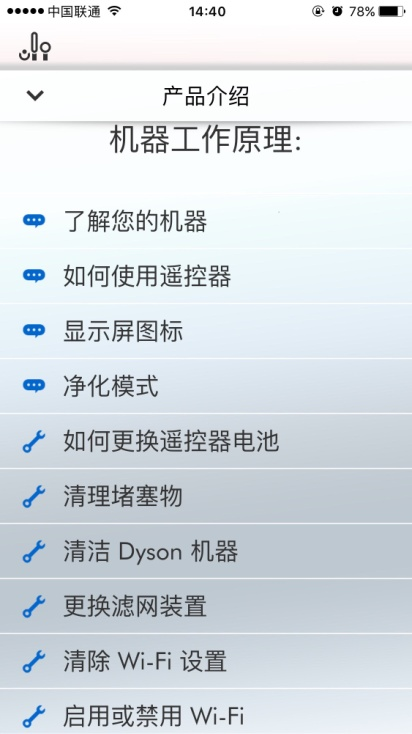 中国联通 14:40 78%
产品介绍
机器工作原理:
了解您的机器
如何使用遥控器
显示屏图标
净化模式
如何更换遥控器电池
清理堵塞物
清洁 Dyson 机器
更换滤网装置
清除 Wi-Fi 设置
启用或禁用 Wi-Fi